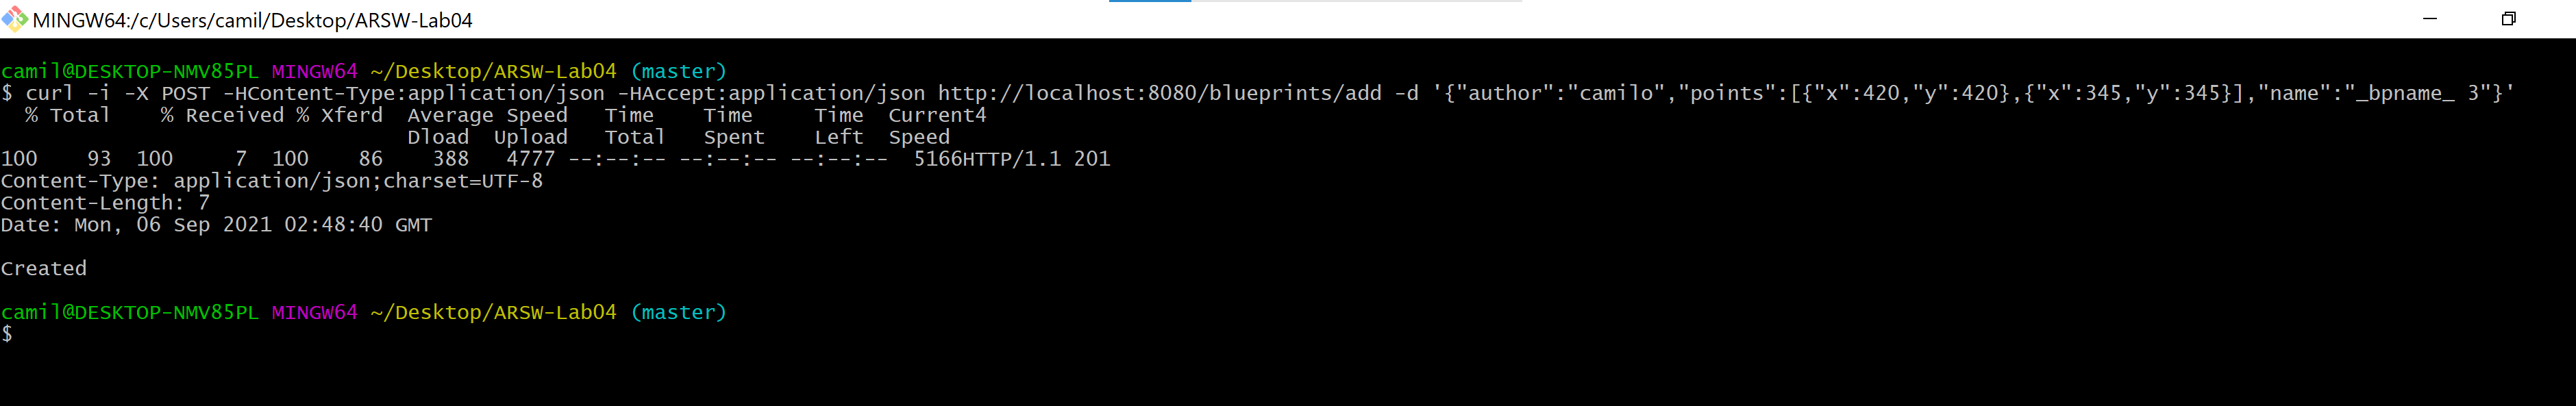 MINGW64:/c/Users/camil/Desktop/ARSW-Lab04
camil@DESKTOP-NMV85PL MINGW64 ~/Desktop/ARSW-Lab04 (master)
$ curl -i -X POST -HContent-Type:application/json -HAccept:application/json http://localhost:8080/blueprints/add -d '{"author":"camilo","points":[{"x":420,"y":420},{"x":345,"y":345}],"name":"_bpname_ 3"}'
  % Total    % Received % Xferd  Average Speed   Time    Time     Time  Current4
                                 Dload  Upload   Total   Spent    Left  Speed
100    93  100     7  100    86    388   4777 --:--:-- --:--:-- --:--:--  5166HTTP/1.1 201
Content-Type: application/json;charset=UTF-8
Content-Length: 7
Date: Mon, 06 Sep 2021 02:48:40 GMT
Created
camil@DESKTOP-NMV85PL MINGW64 ~/Desktop/ARSW-Lab04 (master)
$